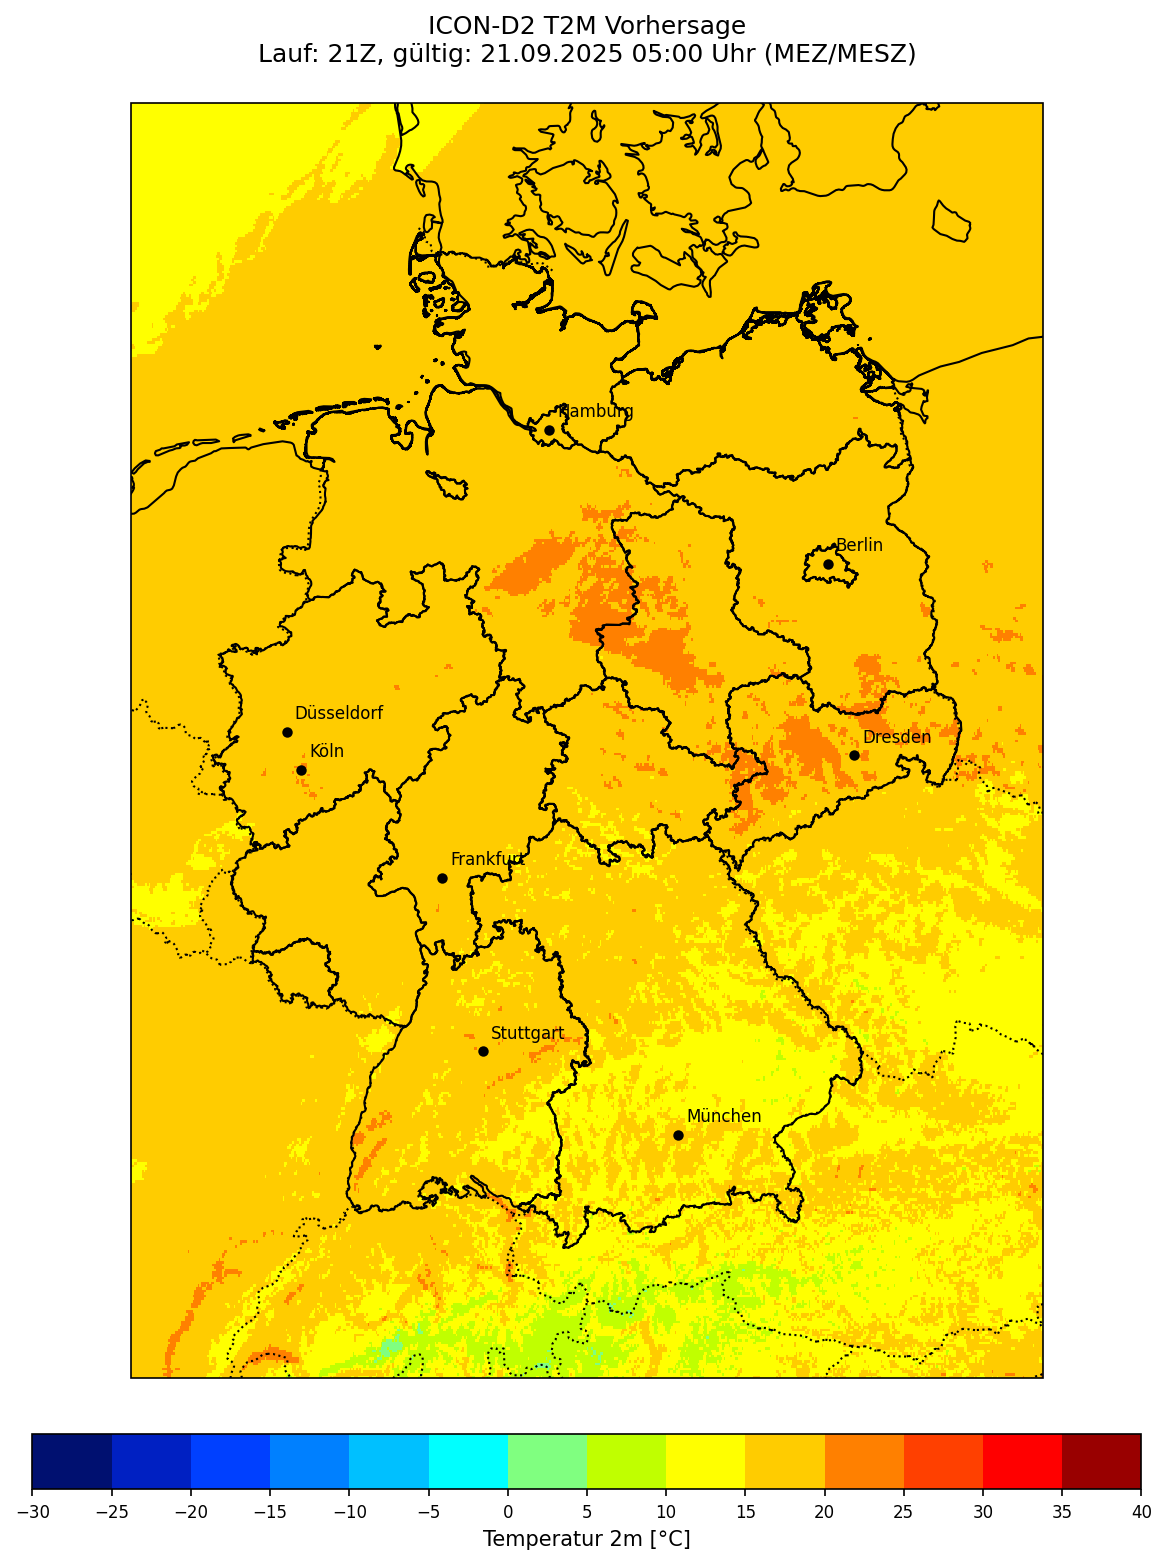 ICON-D2 T2M Vorhersage
Lauf: 21Z, gültig: 21.09.2025 05:00 Uhr (MEZ/MESZ)
Hamburg
Berlin
Düsseldorf
Dresden
Köln
Frankfurt
Stuttgart
München
−30 −25 −20 −15 −10 −5 0 5 10 15 20 25 30 35 40
Temperatur 2m [°C]